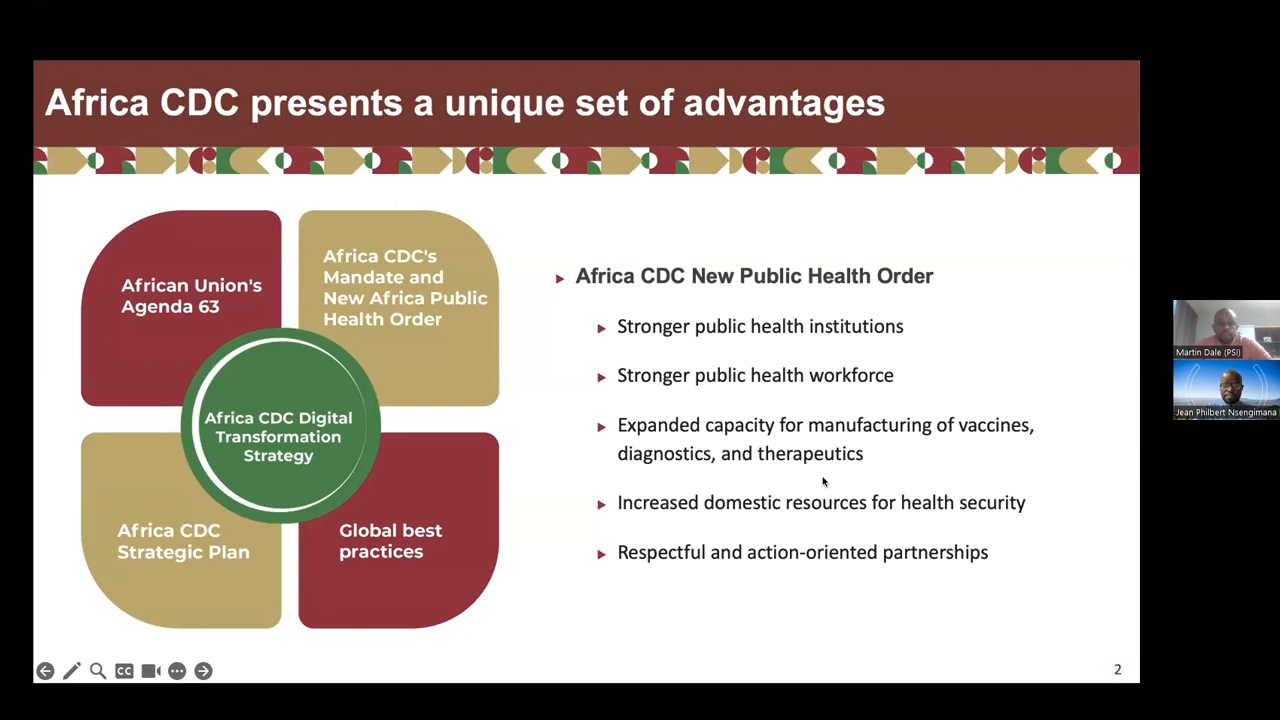 Africa CDC presents a unique set of advantages
African Union's
Agenda 63
Africa CDC's
Mandate and
New Africa Public
Health Order
Africa CDC Digital
Transformation
Strategy
Africa CDC
Strategic Plan
Global best
practices
Africa CDC New Public Health Order
Stronger public health institutions
Stronger public health workforce
Expanded capacity for manufacturing of vaccines,
diagnostics, and therapeutics
Increased domestic resources for health security
Respectful and action-oriented partnerships
CC
2
Martin Dale (PSI)
Jean Philbert Nsengimana